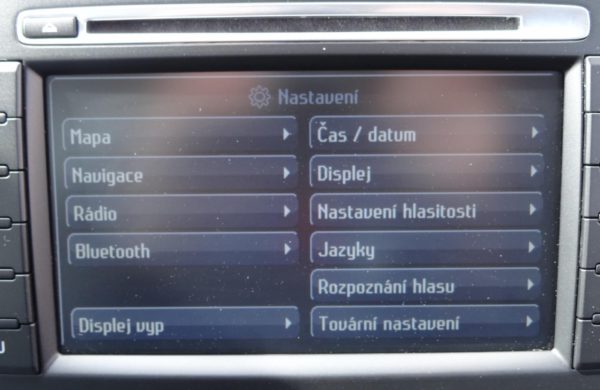 Nastavení
Mapa
Čas / datum
Navigace
Displej
Rádio
Nastavení hlasitosti
Bluetooth
Jazyky
Rozpoznání hlasu
Displej vyp
Tovární nastavení